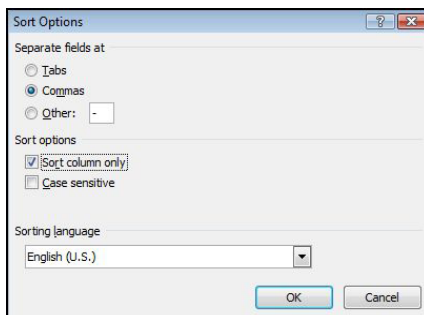 Sort Options
Separate fields at
Tabs
Commas
Other: -
Sort options
Sort column only
Case sensitive
Sorting language
English (U.S.)
OK Cancel